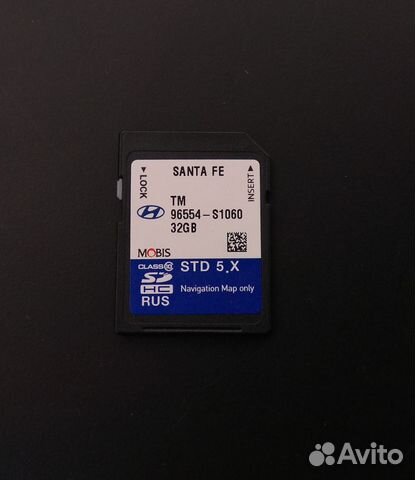 SANTA FE
LOCK
INSERT
TM
96554-S1060
32GB
MOBIS
CLASS 10
STD 5.X
SD
HC
Navigation Map only
RUS
Avito